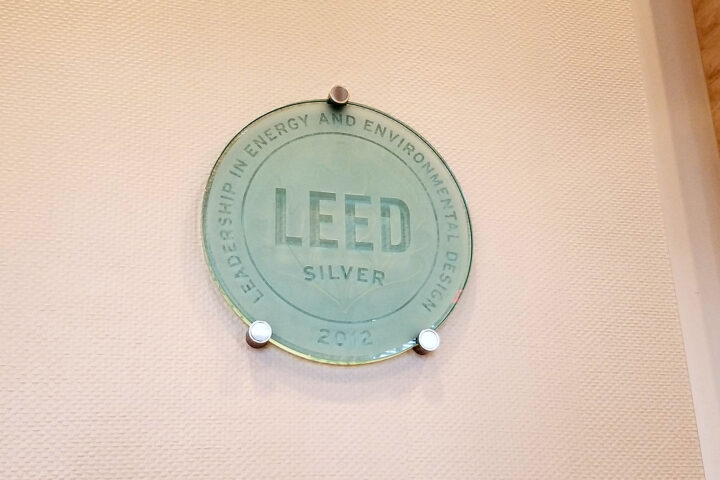 LEADERSHIP IN ENERGY AND ENVIRONMENTAL DESIGN
LEED
SILVER
2012